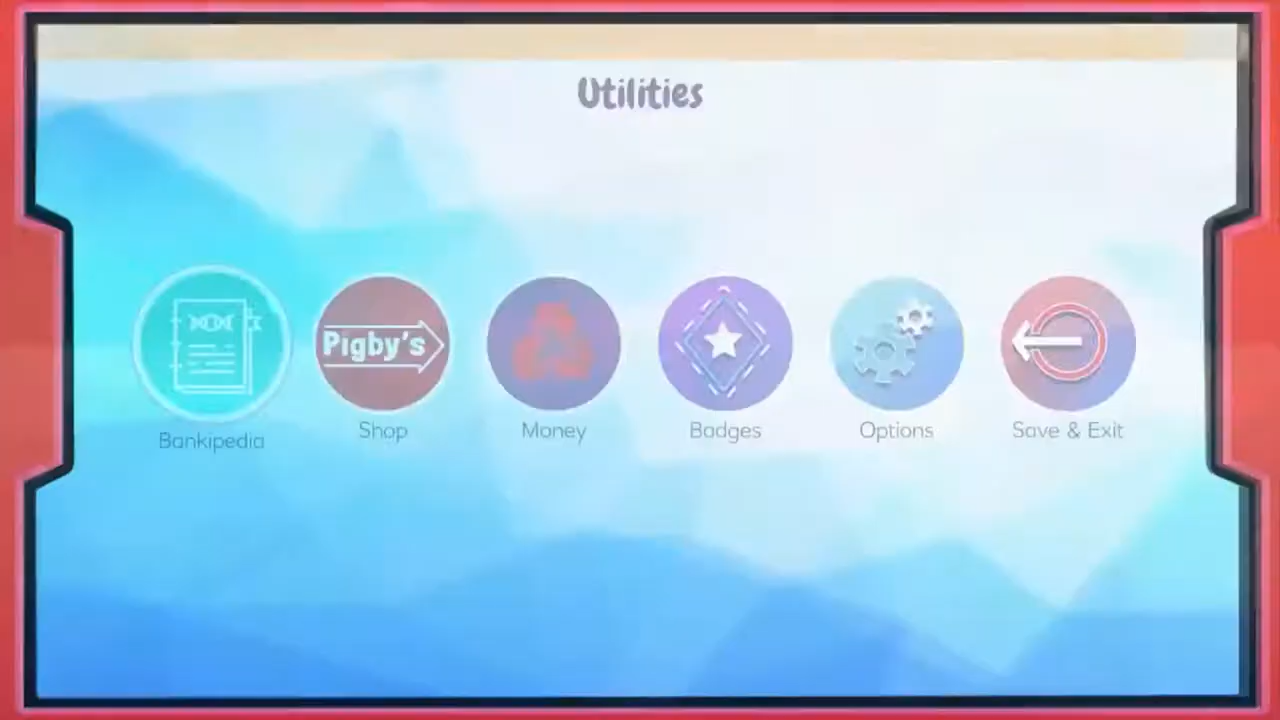 Utilities
Pigby's
Bankipedia
Shop
Money
Badges
Options
Save & Exit